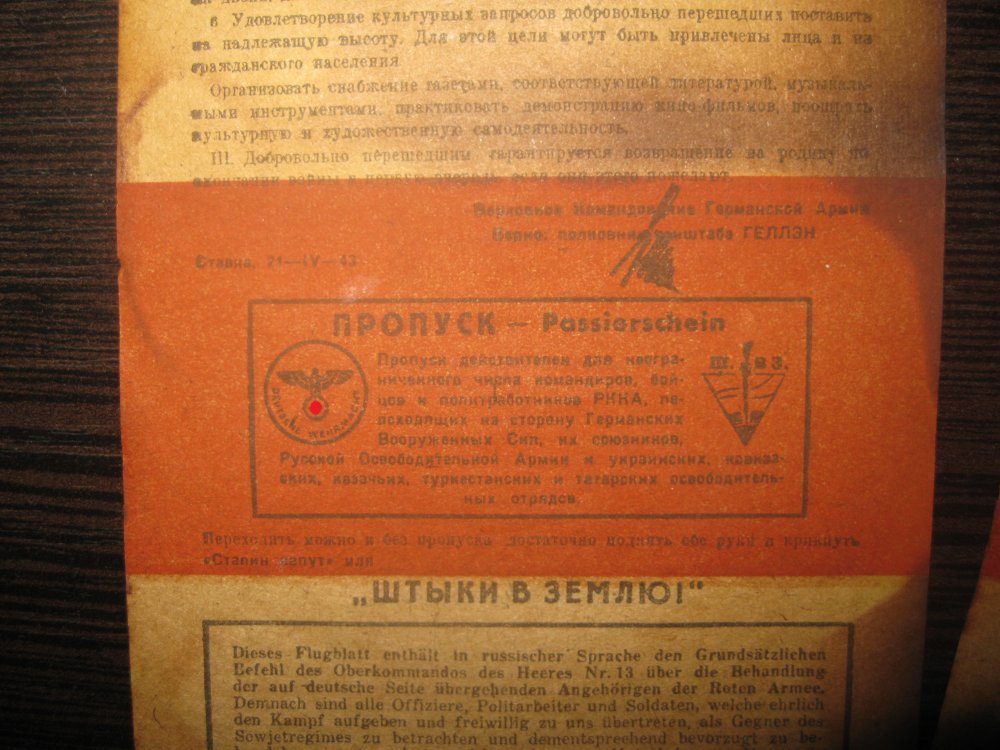 в Удовлетворение культурных запросов добровольно перешедших поставить
на надлежащую высоту. Для этой цели могут быть привлечены лица и из
гражданского населения
Организовать снабжение газетами, соответствующей литературой, музыкаль-
ными инструментами, практиковать демонстрацию кино-фильмов, поощрять
культурную и художественную самодеятельность.
III. Добровольно перешедшим гарантируется возвращение на родину по
окончании войны
Верховное Командование Германской Армии
Верно: полковник генштаба ГЕЛЛЭН
Ставка, 21—IV—43
ПРОПУСК — Passierschein
Пропуск действителен для неогра-
ниченного числа командиров, бой-
цов и политработников РККА, пе-
реходящих на сторону Германских
Вооруженных Сил, их союзников,
Русской Освободительной Армии и украинских, кавказ-
ских, казачьих, туркестанских и татарских освободитель-
ных отрядов.
DEUTSCHE WEHRMACHT
Переходить можно и без пропуска достаточно поднять обе руки и крикнуть
«Сталин капут» или
„ШТЫКИ В ЗЕМЛЮ!“
Dieses Flugblatt enthält in russischer Sprache den Grundsätzlichen
Befehl des Oberkommandos des Heeres Nr. 13 über die Behandlung
der auf deutsche Seite übergehenden Angehörigen der Roten Armee.
Demnach sind alle Offiziere, Politarbeiter und Soldaten, welche ehrlich
den Kampf aufgeben und freiwillig zu uns übertreten, als Gegner des
Sowjetregimes zu betrachten und dementsprechend bevorzugt zu be-